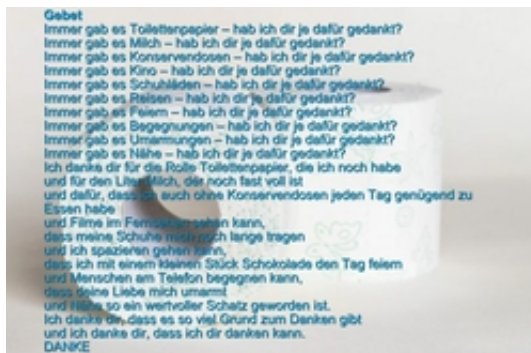 Gebet
Immer gab es Toilettenpapier – hab ich dir je dafür gedankt?
Immer gab es Milch – hab ich dir je dafür gedankt?
Immer gab es Konservendosen – hab ich dir je dafür gedankt?
Immer gab es Kino – hab ich dir je dafür gedankt?
Immer gab es Schuhläden – hab ich dir je dafür gedankt?
Immer gab es Reisen – hab ich dir je dafür gedankt?
Immer gab es Feiern – hab ich dir je dafür gedankt?
Immer gab es Begegnungen – hab ich dir je dafür gedankt?
Immer gab es Umarmungen – hab ich dir je dafür gedankt?
Immer gab es Nähe – hab ich dir je dafür gedankt?
Ich danke dir für die Rolle Toilettenpapier, die ich noch habe
und für den Liter Milch, der noch fast voll ist
und dafür, dass ich auch ohne Konservendosen jeden Tag genügend zu
Essen habe
und Filme im Fernsehen sehen kann,
dass meine Schuhe mich noch lange tragen
und ich spazieren gehen kann,
dass ich mit einem kleinen Stück Schokolade den Tag feiern
und Menschen am Telefon begegnen kann,
dass deine Liebe mich umarmt
und Nähe so ein wertvoller Schatz geworden ist.
Ich danke dir, dass es so viel Grund zum Danken gibt
und ich danke dir, dass ich dir danken kann.
DANKE